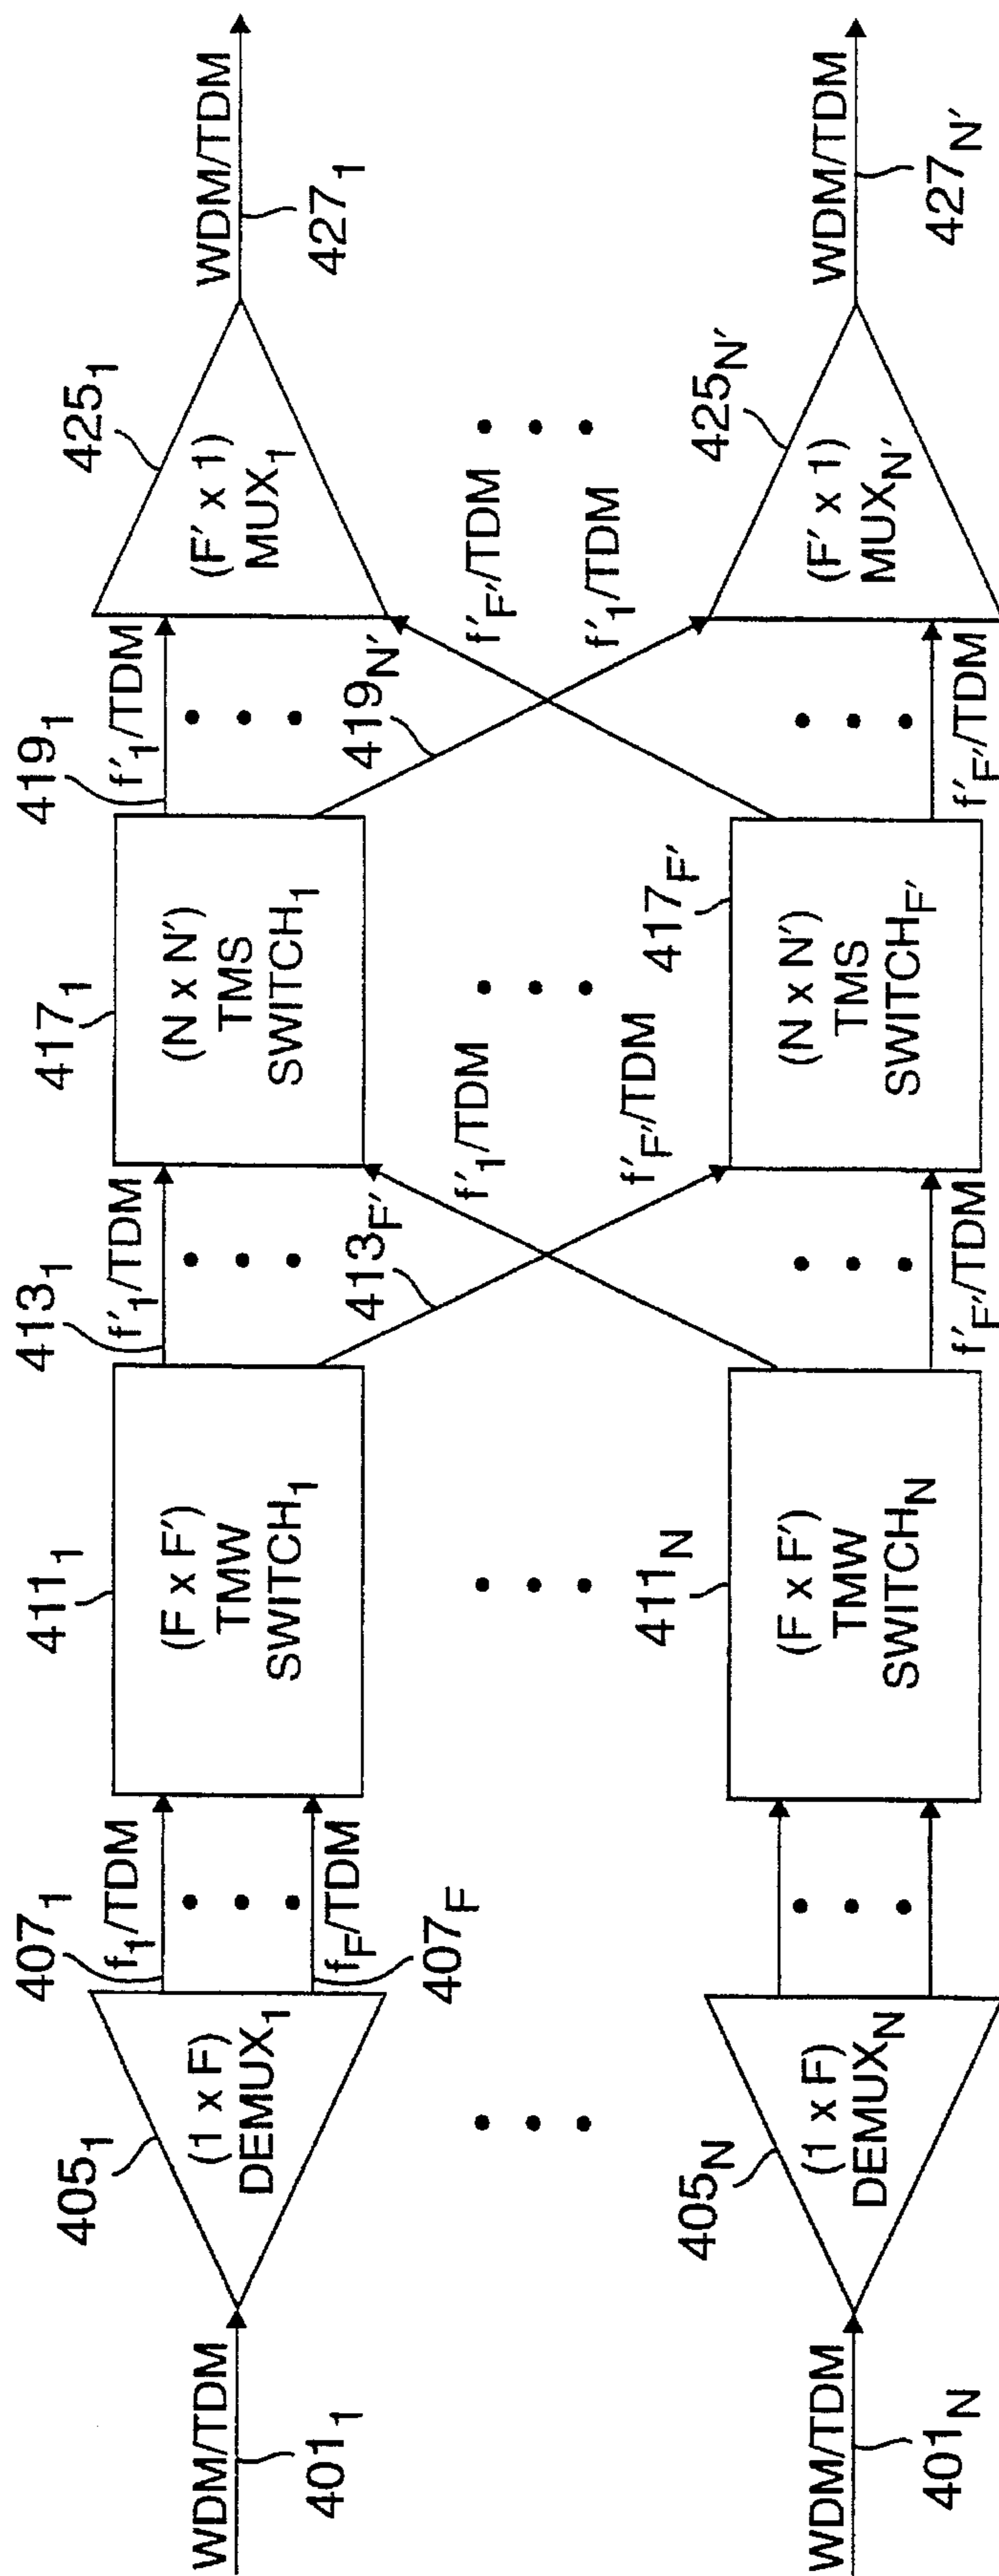 WDM/TDM
401₁
405₁
(1 x F)
DEMUX₁
407₁
f₁/TDM
f_F/TDM
407_F
411₁
(F x F')
TMW
SWITCH₁
413₁
f'₁/TDM
413_F'
417₁
(N x N')
TMS
SWITCH₁
419₁
f'₁/TDM
419_N'
425₁
(F' x 1)
MUX₁
WDM/TDM
427₁
f'₁/TDM
f'_F'/TDM
f'_F'/TDM
f'₁/TDM
WDM/TDM
401_N
405_N
(1 x F)
DEMUX_N
411_N
(F x F')
TMW
SWITCH_N
f'_F'/TDM
417_F'
(N x N')
TMS
SWITCH_F'
f'_F'/TDM
425_N'
(F' x 1)
MUX_N'
WDM/TDM
427_N'